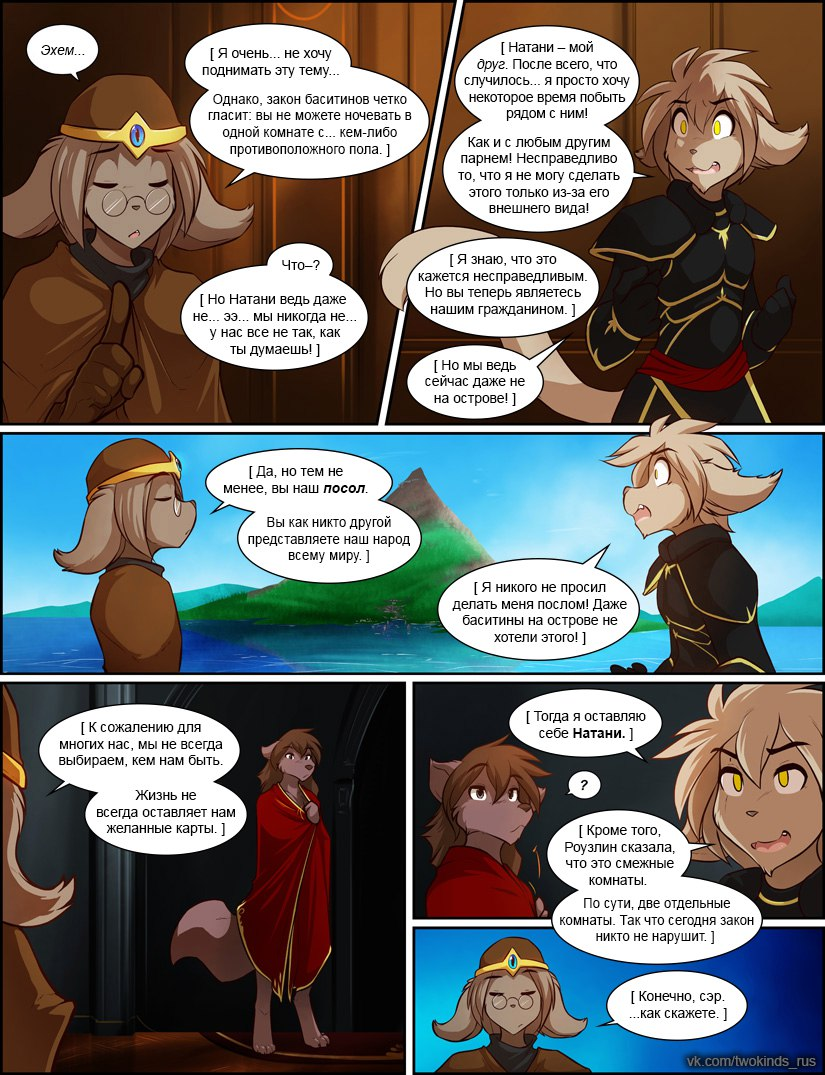 Эхем...
[ Я очень... не хочу
поднимать эту тему...
Однако, закон баситинов четко
гласит: вы не можете ночевать в
одной комнате с... кем-либо
противоположного пола. ]
Что–?
[ Но Натани ведь даже
не... ээ... мы никогда не...
у нас все не так, как
ты думаешь! ]
[ Натани – мой
друг. После всего, что
случилось... я просто хочу
некоторое время побыть
рядом с ним!
Как и с любым другим
парнем! Несправедливо
то, что я не могу сделать
этого только из-за его
внешнего вида!
[ Я знаю, что это
кажется несправедливым.
Но вы теперь являетесь
нашим гражданином. ]
[ Но мы ведь
сейчас даже не
на острове! ]
[ Да, но тем не
менее, вы наш посол.
Вы как никто другой
представляете наш народ
всему миру. ]
[ Я никого не просил
делать меня послом! Даже
баситины на острове не
хотели этого! ]
[ К сожалению для
многих нас, мы не всегда
выбираем, кем нам быть.
Жизнь не
всегда оставляет нам
желанные карты. ]
[ Тогда я оставляю
себе Натани. ]
?
[ Кроме того,
Роузлин сказала,
что это смежные
комнаты.
По сути, две отдельные
комнаты. Так что сегодня закон
никто не нарушит. ]
[ Конечно, сэр.
...как скажете. ]
vk.com/twokinds_rus